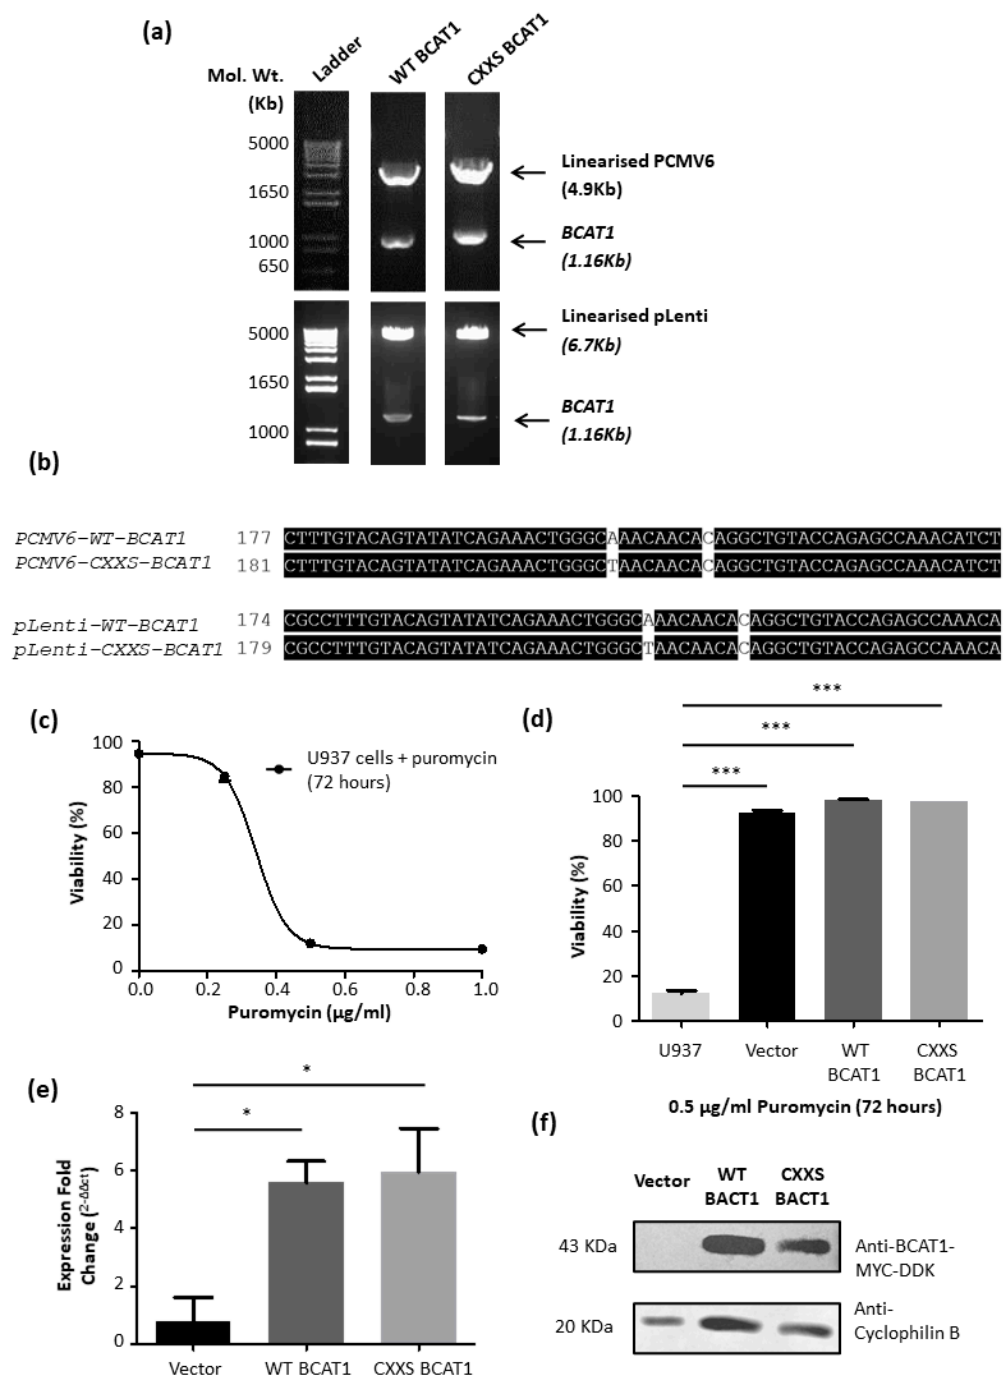 (a)
Ladder
WT BCAT1
CXXS BCAT1
Mol. Wt.
(Kb)
5000
1650
1000
650
Linearised PCMV6
(4.9Kb)
BCAT1
(1.16Kb)
5000
1650
1000
Linearised pLenti
(6.7Kb)
BCAT1
(1.16Kb)
(b)
PCMV6-WT-BCAT1 177 CTTTGTACAGTATATCAGAAACTGGGCAAACAACACAGGCTGTACCAGAGCCAAACATCT
PCMV6-CXXS-BCAT1 181 CTTTGTACAGTATATCAGAAACTGGGCTAACAACACAGGCTGTACCAGAGCCAAACATCT
pLenti-WT-BCAT1 174 CGCCTTTGTACAGTATATCAGAAACTGGGCAAACAACACAGGCTGTACCAGAGCCAAACA
pLenti-CXXS-BCAT1 179 CGCCTTTGTACAGTATATCAGAAACTGGGCTAACAACACAGGCTGTACCAGAGCCAAACA
(c)
100
80
60
40
20
0
Viability (%)
U937 cells + puromycin
(72 hours)
0.0
0.2
0.4
0.6
0.8
1.0
Puromycin (µg/ml)
(d)
***
***
***
100
80
60
40
20
0
Viability (%)
U937
Vector
WT
BCAT1
CXXS
BCAT1
0.5 µg/ml Puromycin (72 hours)
(e)
*
*
8
6
4
2
0
Expression Fold
Change (2-ΔΔct)
Vector
WT BCAT1
CXXS BCAT1
(f)
Vector
WT
BACT1
CXXS
BACT1
43 KDa
Anti-BCAT1-
MYC-DDK
20 KDa
Anti-
Cyclophilin B